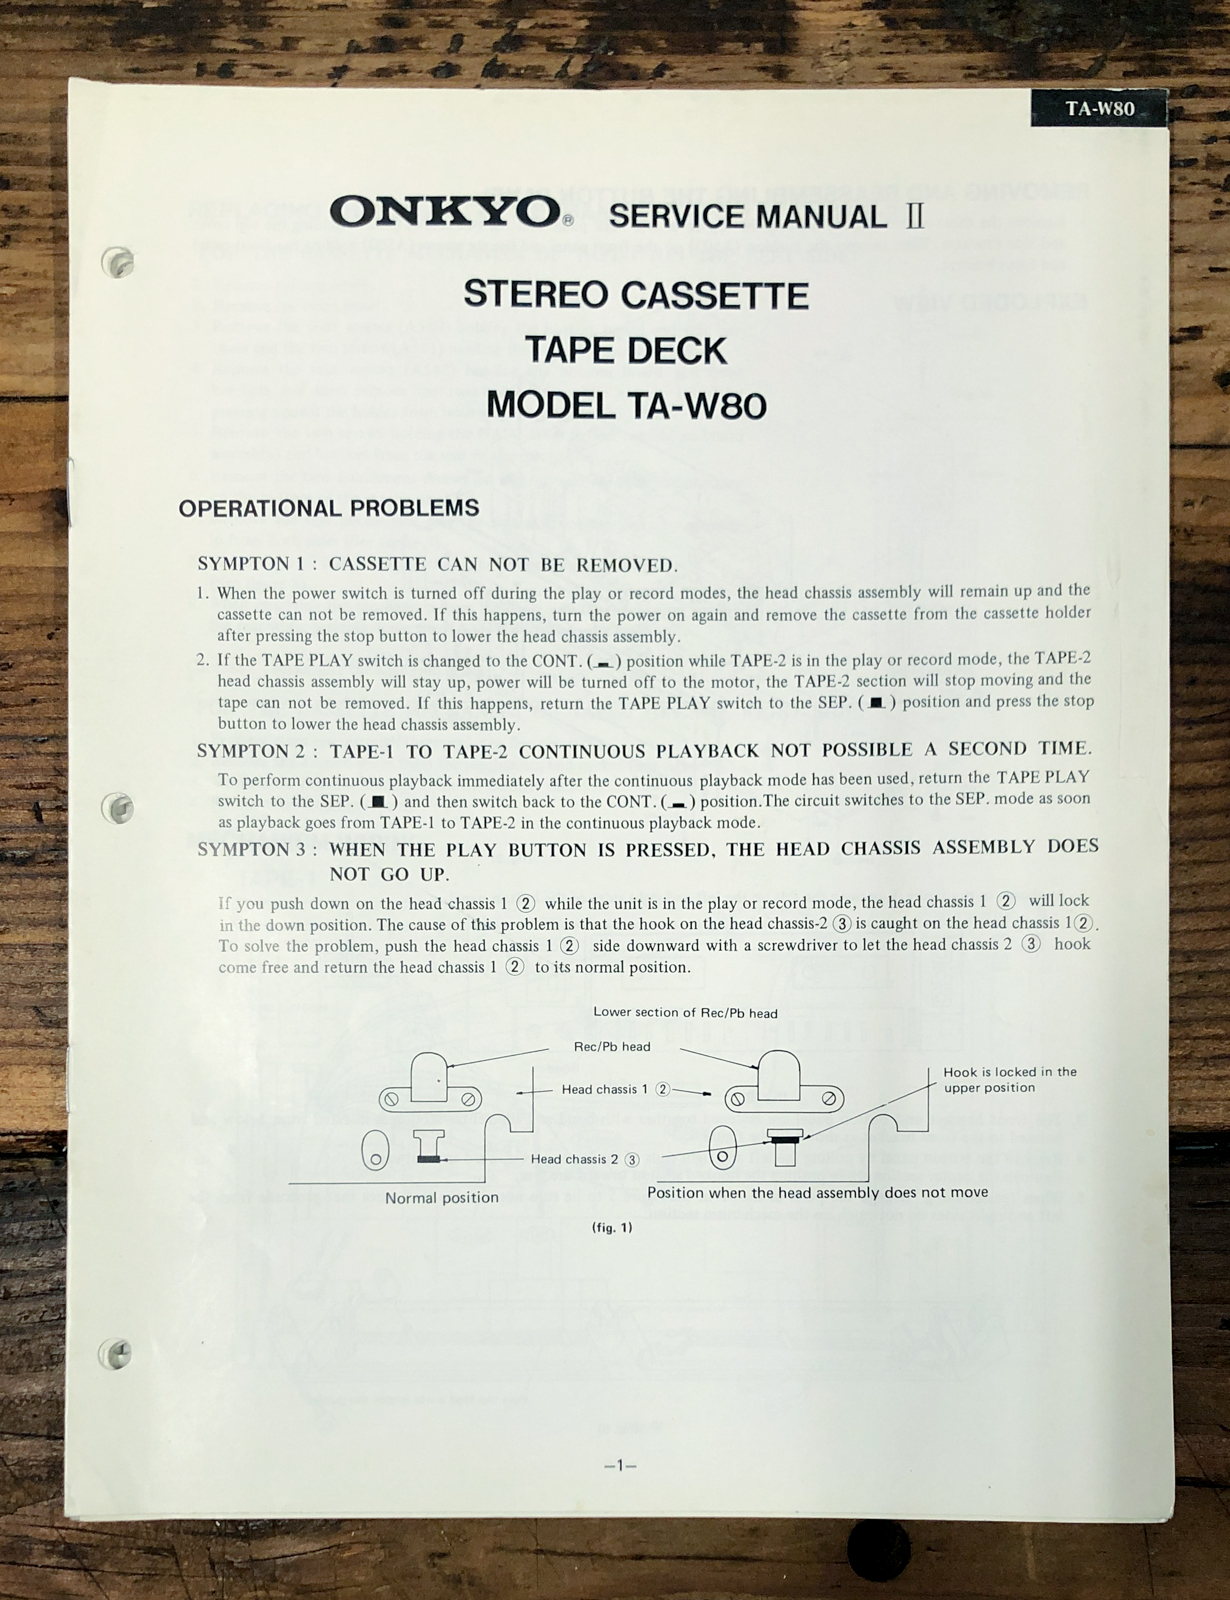 TA-W80
ONKYO® SERVICE MANUAL II
STEREO CASSETTE
TAPE DECK
MODEL TA-W80
OPERATIONAL PROBLEMS
SYMPTON 1 : CASSETTE CAN NOT BE REMOVED.
1. When the power switch is turned off during the play or record modes, the head chassis assembly will remain up and the
cassette can not be removed. If this happens, turn the power on again and remove the cassette from the cassette holder
after pressing the stop button to lower the head chassis assembly.
2. If the TAPE PLAY switch is changed to the CONT. (▂) position while TAPE-2 is in the play or record mode, the TAPE-2
head chassis assembly will stay up, power will be turned off to the motor, the TAPE-2 section will stop moving and the
tape can not be removed. If this happens, return the TAPE PLAY switch to the SEP. (■) position and press the stop
button to lower the head chassis assembly.
SYMPTON 2 : TAPE-1 TO TAPE-2 CONTINUOUS PLAYBACK NOT POSSIBLE A SECOND TIME.
To perform continuous playback immediately after the continuous playback mode has been used, return the TAPE PLAY
switch to the SEP. (■) and then switch back to the CONT. (▂) position.The circuit switches to the SEP. mode as soon
as playback goes from TAPE-1 to TAPE-2 in the continuous playback mode.
SYMPTON 3 : WHEN THE PLAY BUTTON IS PRESSED, THE HEAD CHASSIS ASSEMBLY DOES
NOT GO UP.
If you push down on the head chassis 1 ② while the unit is in the play or record mode, the head chassis 1 ② will lock
in the down position. The cause of this problem is that the hook on the head chassis-2 ③ is caught on the head chassis 1②.
To solve the problem, push the head chassis 1 ② side downward with a screwdriver to let the head chassis 2 ③ hook
come free and return the head chassis 1 ② to its normal position.
Lower section of Rec/Pb head
Rec/Pb head
Head chassis 1 ②
Hook is locked in the
upper position
Head chassis 2 ③
Normal position
Position when the head assembly does not move
(fig. 1)
—1—